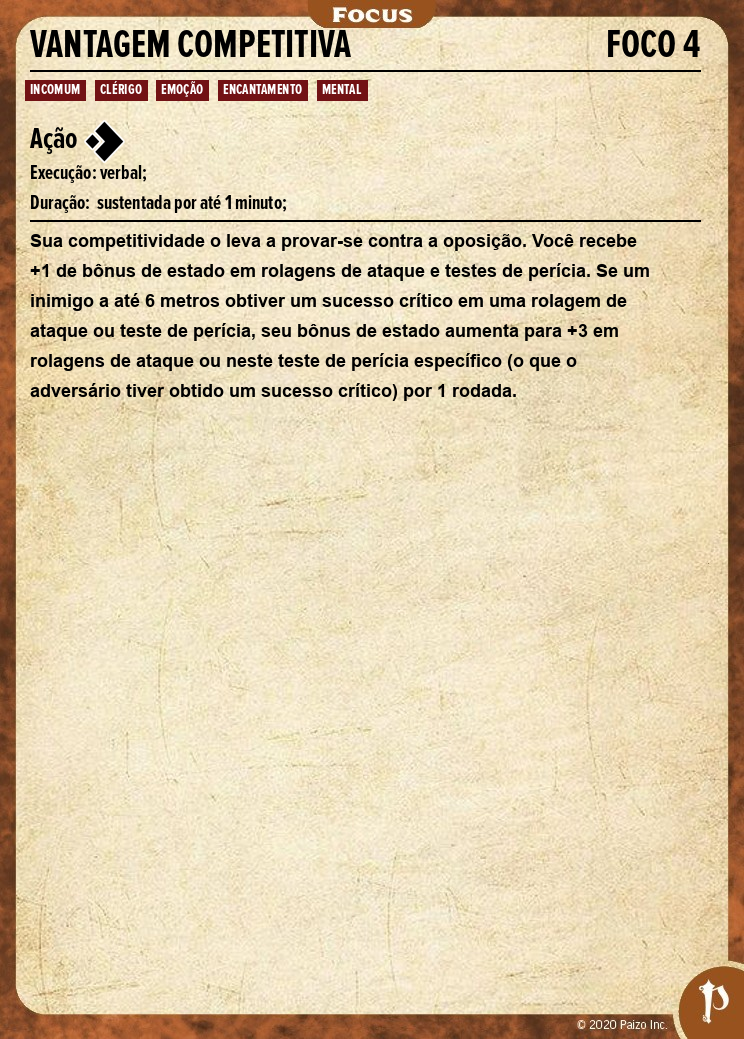 Focus
VANTAGEM COMPETITIVA FOCO 4
INCOMUM CLÉRIGO EMOÇÃO ENCANTAMENTO MENTAL
Ação
Execução: verbal;
Duração: sustentada por até 1 minuto;
Sua competitividade o leva a provar-se contra a oposição. Você recebe
+1 de bônus de estado em rolagens de ataque e testes de perícia. Se um
inimigo a até 6 metros obtiver um sucesso crítico em uma rolagem de
ataque ou teste de perícia, seu bônus de estado aumenta para +3 em
rolagens de ataque ou neste teste de perícia específico (o que o
adversário tiver obtido um sucesso crítico) por 1 rodada.
© 2020 Paizo Inc.
P